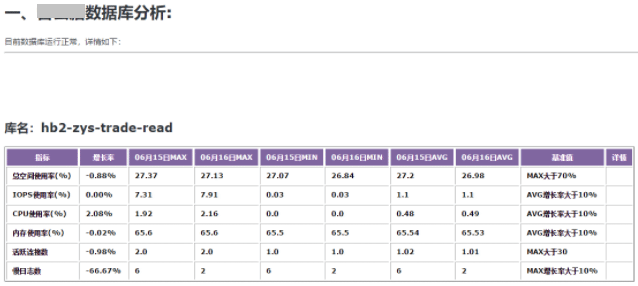 一、 数据库分析:
目前数据库运行正常，详情如下：
库名：hb2-zys-trade-read
指标 增长率 06月15日MAX 06月16日MAX 06月15日MIN 06月16日MIN 06月15日AVG 06月16日AVG 基准值 详情
总空间使用率(%) -0.88% 27.37 27.13 27.07 26.84 27.2 26.98 MAX大于70%
IOPS使用率(%) 0.00% 7.31 7.91 0.03 0.03 1.1 1.1 AVG增长率大于10%
CPU使用率(%) 2.08% 1.92 2.16 0.0 0.0 0.48 0.49 AVG增长率大于10%
内存使用率(%) -0.02% 65.6 65.6 65.5 65.5 65.54 65.53 AVG增长率大于10%
活跃连接数 -0.98% 2.0 2.0 1.0 1.0 1.02 1.01 MAX大于30
慢日志数 -66.67% 6 2 6 2 6 2 MAX增长率大于10%